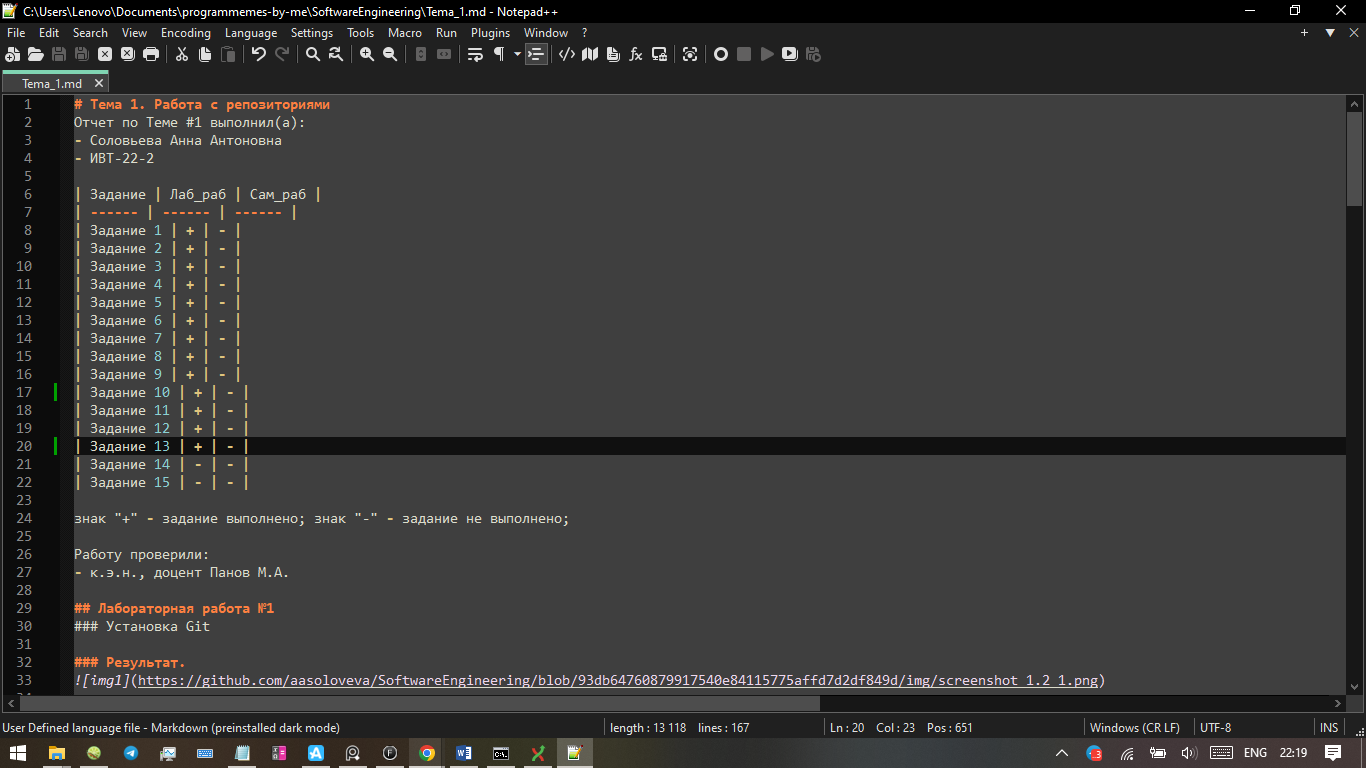 C:\Users\Lenovo\Documents\programmemes-by-me\SoftwareEngineering\Tema_1.md - Notepad++
File Edit Search View Encoding Language Settings Tools Macro Run Plugins Window ?
Tema_1.md
1 # Тема 1. Работа с репозиториями
2 Отчет по Теме #1 выполнил(а):
3 - Соловьева Анна Антоновна
4 - ИВТ-22-2
5
6 | Задание | Лаб_раб | Сам_раб |
7 | ------ | ------ | ------ |
8 | Задание 1 | + | - |
9 | Задание 2 | + | - |
10 | Задание 3 | + | - |
11 | Задание 4 | + | - |
12 | Задание 5 | + | - |
13 | Задание 6 | + | - |
14 | Задание 7 | + | - |
15 | Задание 8 | + | - |
16 | Задание 9 | + | - |
17 | Задание 10 | + | - |
18 | Задание 11 | + | - |
19 | Задание 12 | + | - |
20 | Задание 13 | + | - |
21 | Задание 14 | - | - |
22 | Задание 15 | - | - |
23
24 знак "+" - задание выполнено; знак "-" - задание не выполнено;
25
26 Работу проверили:
27 - к.э.н., доцент Панов М.А.
28
29 ## Лабораторная работа №1
30 ### Установка Git
31
32 ### Результат.
33 ![img1](https://github.com/aasoloveva/SoftwareEngineering/blob/93db64760879917540e84115775affd7d2df849d/img/screenshot_1.2_1.png)
User Defined language file - Markdown (preinstalled dark mode) length : 13 118 lines : 167 Ln : 20 Col : 23 Pos : 651 Windows (CR LF) UTF-8 INS
ENG 22:19